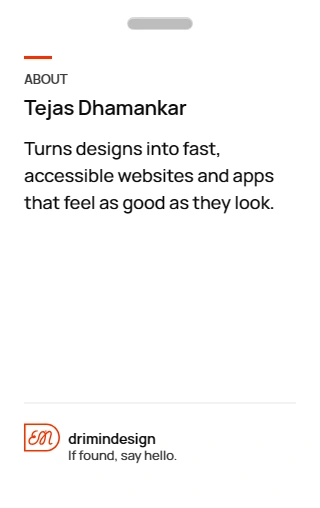 ABOUT
Tejas Dhamankar
Turns designs into fast,
accessible websites and apps
that feel as good as they look.
drimindesign
If found, say hello.